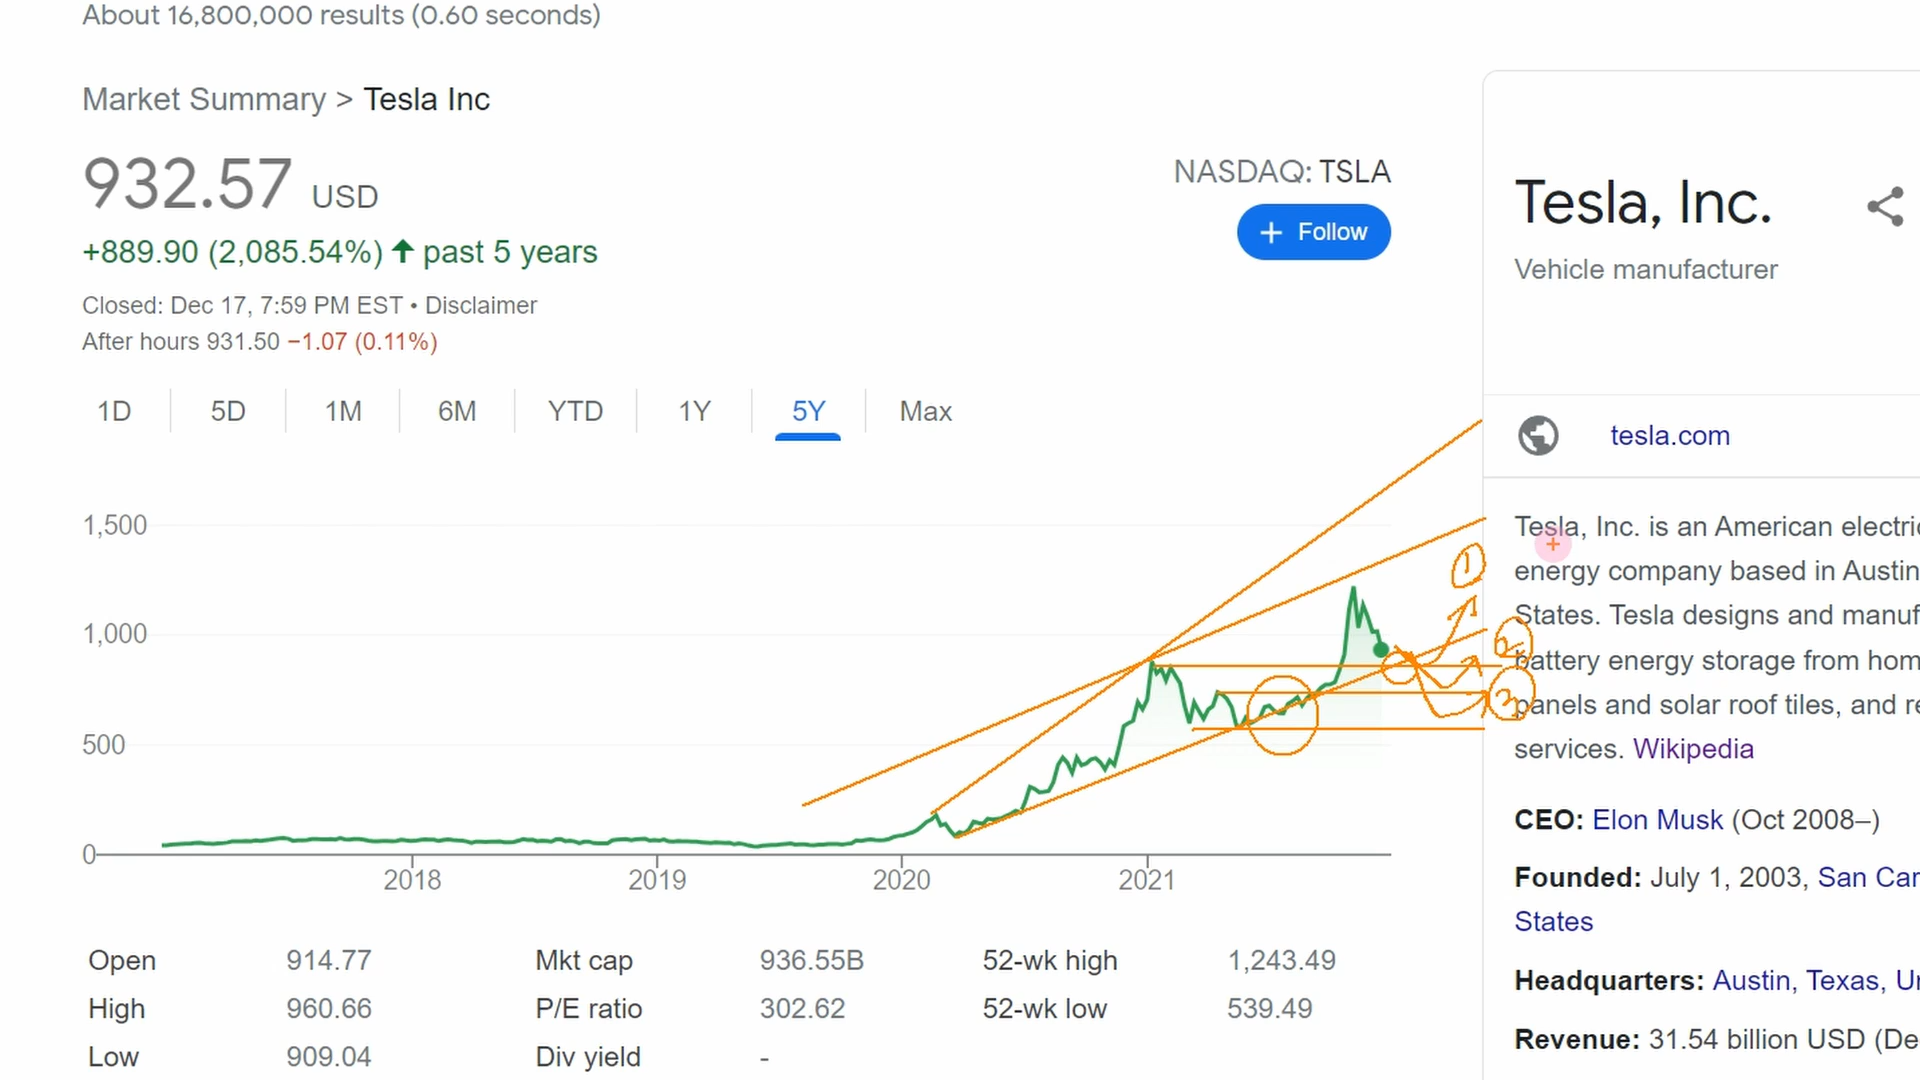 About 16,800,000 results (0.60 seconds)
Market Summary > Tesla Inc
932.57 USD
+889.90 (2,085.54%) ↑ past 5 years
Closed: Dec 17, 7:59 PM EST • Disclaimer
After hours 931.50 −1.07 (0.11%)
NASDAQ: TSLA
+ Follow
1D 5D 1M 6M YTD 1Y 5Y Max
1,500
1,000
500
0
2018 2019 2020 2021
1
2
3
Open 914.77 Mkt cap 936.55B 52-wk high 1,243.49
High 960.66 P/E ratio 302.62 52-wk low 539.49
Low 909.04 Div yield -
Tesla, Inc.
Vehicle manufacturer
tesla.com
Tesla, Inc. is an American electric
energy company based in Austin
States. Tesla designs and manuf
battery energy storage from hom
panels and solar roof tiles, and re
services. Wikipedia
CEO: Elon Musk (Oct 2008–)
Founded: July 1, 2003, San Car
States
Headquarters: Austin, Texas, Un
Revenue: 31.54 billion USD (De